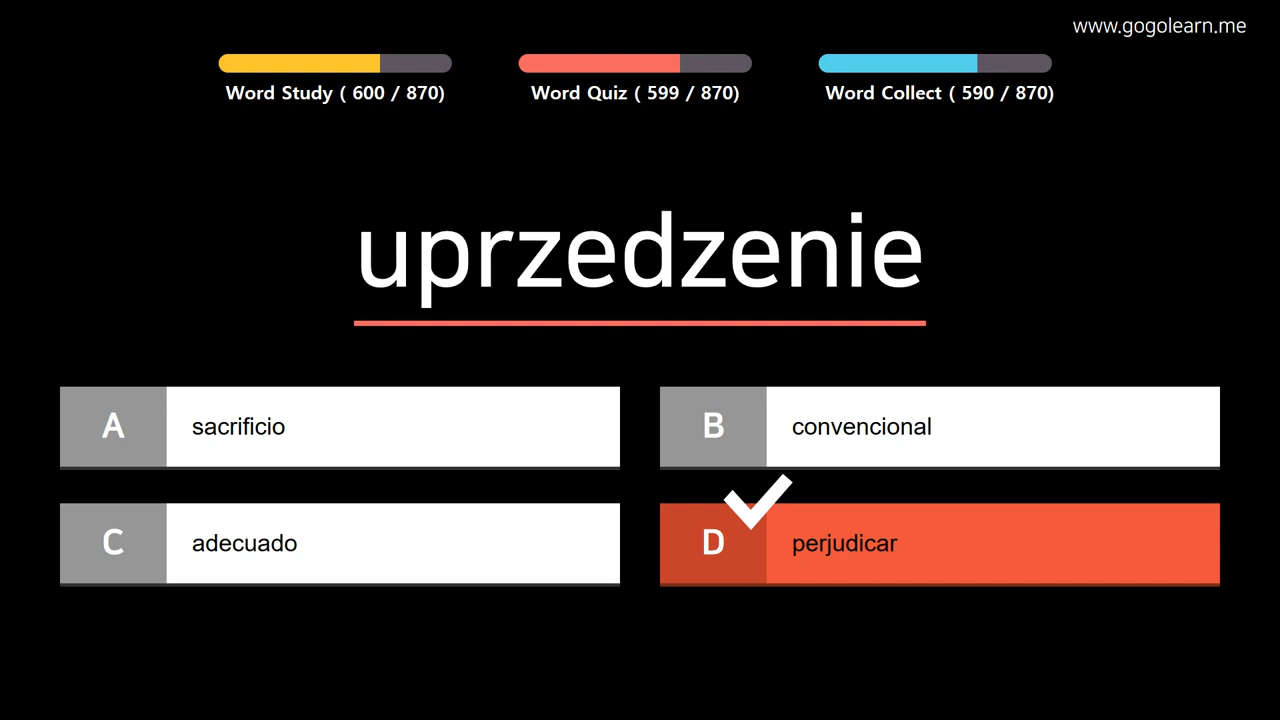 www.gogolearn.me
Word Study ( 600 / 870)
Word Quiz ( 599 / 870)
Word Collect ( 590 / 870)
uprzedzenie
A sacrificio
B convencional
C adecuado
D perjudicar